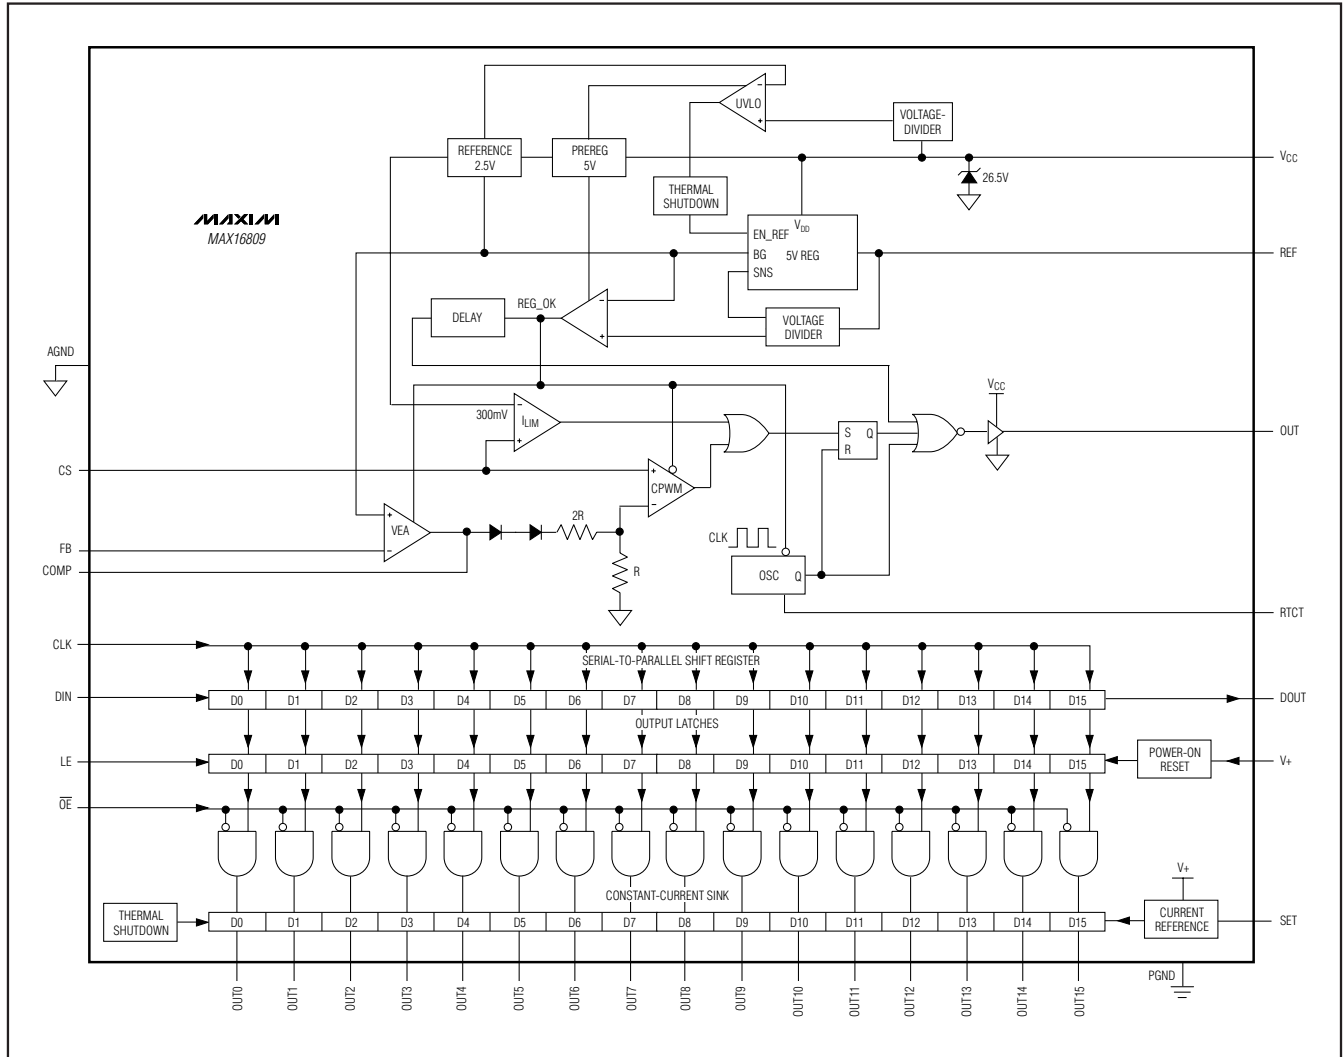 UVLO
VOLTAGE-
DIVIDER
REFERENCE
2.5V
PREREG
5V
VCC
26.5V
THERMAL
SHUTDOWN
MAXIM
MAX16809
VDD
EN_REF
BG
5V REG
SNS
REF
REG_OK
DELAY
VOLTAGE
DIVIDER
AGND
VCC
300mV
ILIM
S
Q
R
OUT
CS
CPWM
2R
VEA
CLK
FB
COMP
R
OSC
Q
RTCT
CLK
SERIAL-TO-PARALLEL SHIFT REGISTER
DIN
D0 D1 D2 D3 D4 D5 D6 D7 D8 D9 D10 D11 D12 D13 D14 D15
DOUT
OUTPUT LATCHES
POWER-ON
RESET
LE
D0 D1 D2 D3 D4 D5 D6 D7 D8 D9 D10 D11 D12 D13 D14 D15
V+
OE
V+
CONSTANT-CURRENT SINK
THERMAL
SHUTDOWN
D0 D1 D2 D3 D4 D5 D6 D7 D8 D9 D10 D11 D12 D13 D14 D15
CURRENT
REFERENCE
SET
PGND
OUT0 OUT1 OUT2 OUT3 OUT4 OUT5 OUT6 OUT7 OUT8 OUT9 OUT10 OUT11 OUT12 OUT13 OUT14 OUT15